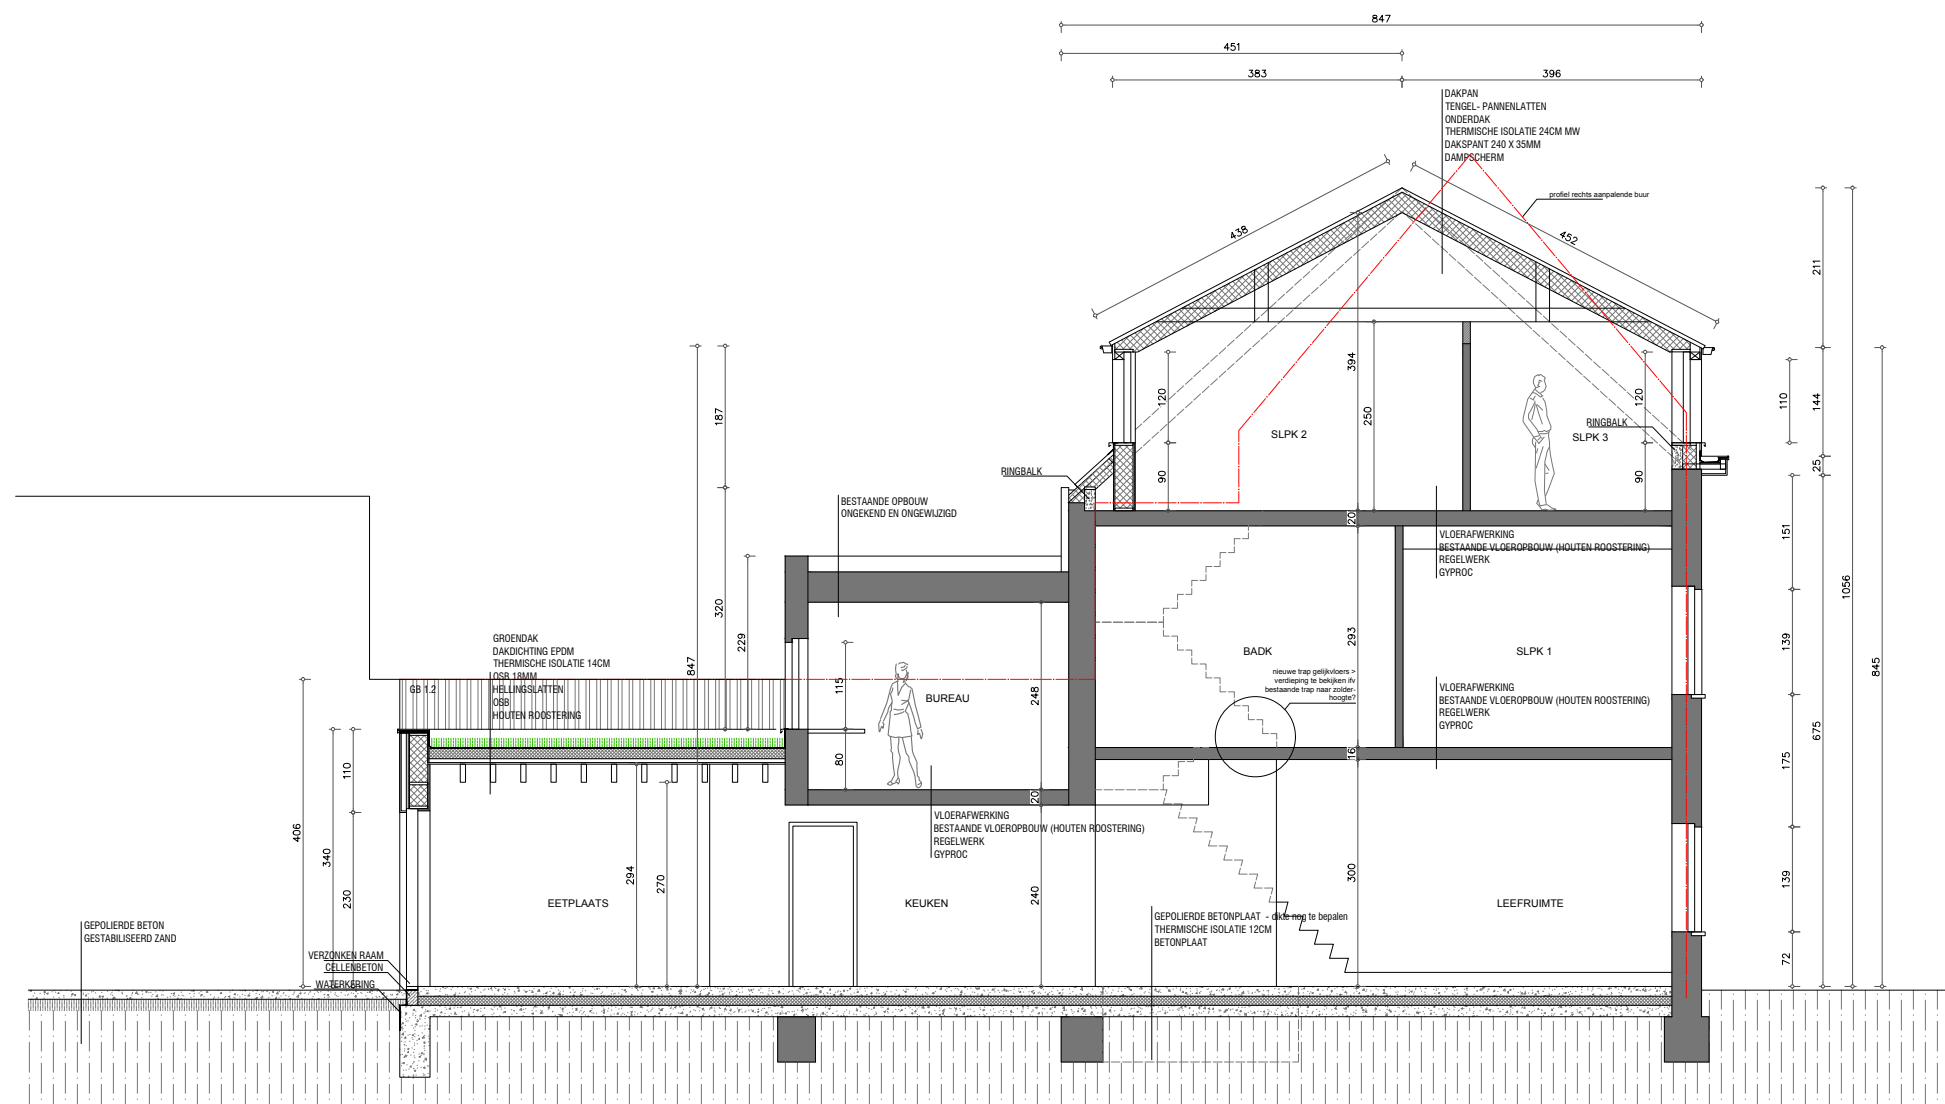 847
451
383
396
DAKPAN
TENGEL- PANNENLATTEN
ONDERDAK
THERMISCHE ISOLATIE 24CM MW
DAKSPANT 240 X 35MM
DAMPSCHERM
profiel rechts aanpalende buur
438
452
211
394
250
120
120
110
144
187
SLPK 2
RINGBALK
SLPK 3
RINGBALK
90
90
25
BESTAANDE OPBOUW
ONGEKEND EN ONGEWIJZIGD
20
151
VLOERAFWERKING
BESTAANDE VLOEROPBOUW (HOUTEN ROOSTERING)
REGELWERK
GYPROC
1056
320
229
847
293
139
845
675
GROENDAK
DAKDICHTING EPDM
THERMISCHE ISOLATIE 14CM
OSB 18MM
HELLINGSLATTEN
OSB
HOUTEN ROOSTERING
GB 1.2
BADK
SLPK 1
nieuwe trap gelijkvloers >
verdieping te bekijken ifv
bestaande trap naar zolder-
hoogte?
115
BUREAU
248
VLOERAFWERKING
BESTAANDE VLOEROPBOUW (HOUTEN ROOSTERING)
REGELWERK
GYPROC
110
80
16
175
20
VLOERAFWERKING
BESTAANDE VLOEROPBOUW (HOUTEN ROOSTERING)
REGELWERK
GYPROC
406
340
230
294
270
240
300
139
EETPLAATS
KEUKEN
LEEFRUIMTE
GEPOLIERDE BETON
GESTABILISEERD ZAND
GEPOLIERDE BETONPLAAT - dikte nog te bepalen
THERMISCHE ISOLATIE 12CM
BETONPLAAT
72
VERZONKEN RAAM
CELLENBETON
WATERKERING